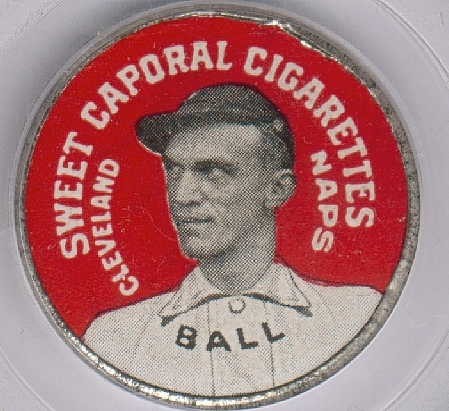 SWEET CAPORAL CIGARETTES
CLEVELAND
NAPS
BALL